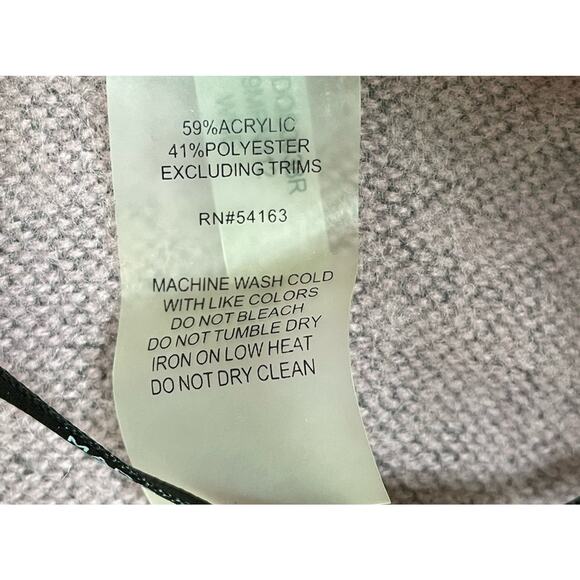 59%ACRYLIC
41%POLYESTER
EXCLUDING TRIMS
RN#54163
MACHINE WASH COLD
WITH LIKE COLORS
DO NOT BLEACH
DO NOT TUMBLE DRY
IRON ON LOW HEAT
DO NOT DRY CLEAN